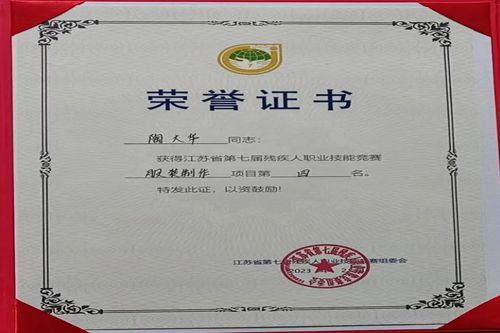 荣誉证书
陶大华 同志:
获得江苏省第七届残疾人职业技能竞赛
服装制作 项目第 四 名。
特发此证,以资鼓励!
江苏省第七届残疾人职业技能竞赛组委会
2023 2